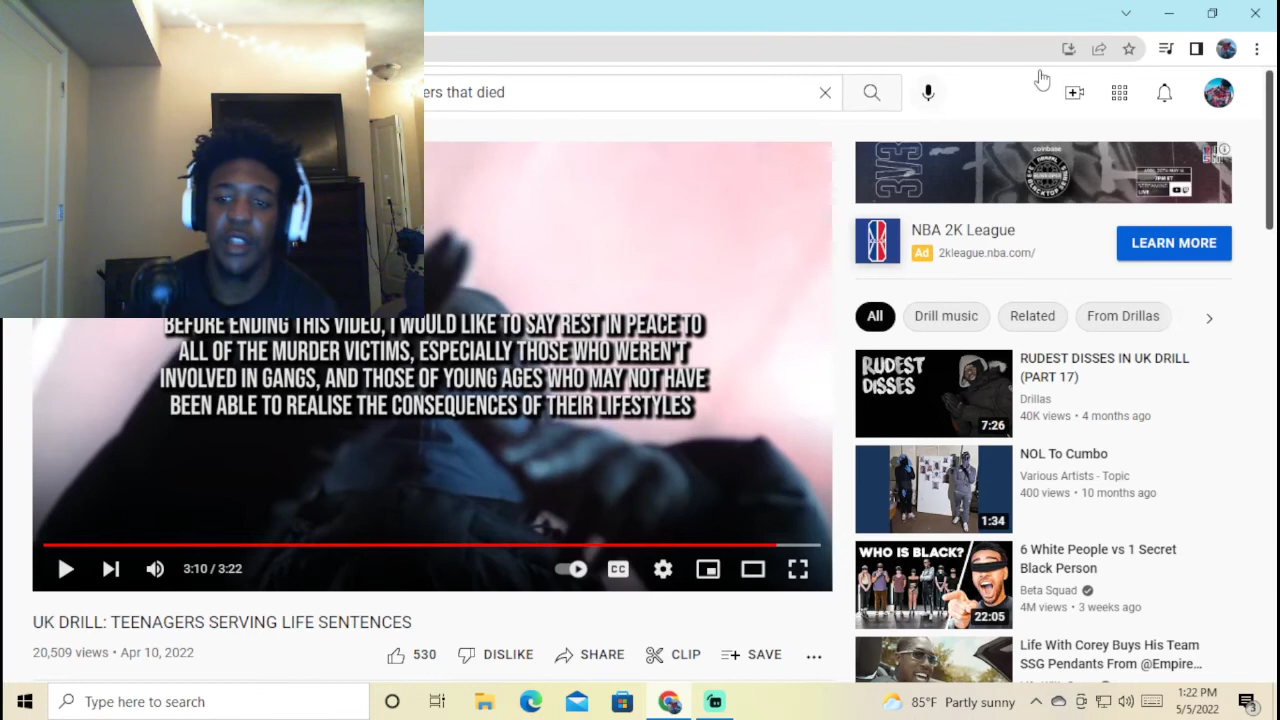 ers that died
coinbase
3V3
NBA 2K League
Ad 2kleague.nba.com/
LEARN MORE
All
Drill music
Related
From Drillas
BEFORE ENDING THIS VIDEO, I WOULD LIKE TO SAY REST IN PEACE TO
ALL OF THE MURDER VICTIMS, ESPECIALLY THOSE WHO WEREN'T
INVOLVED IN GANGS, AND THOSE OF YOUNG AGES WHO MAY NOT HAVE
BEEN ABLE TO REALISE THE CONSEQUENCES OF THEIR LIFESTYLES
3:10 / 3:22
CC
UK DRILL: TEENAGERS SERVING LIFE SENTENCES
20,509 views • Apr 10, 2022
530
DISLIKE
SHARE
CLIP
SAVE
RUDEST
DISSES
7:26
RUDEST DISSES IN UK DRILL
(PART 17)
Drillas
40K views • 4 months ago
1:34
NOL To Cumbo
Various Artists - Topic
400 views • 10 months ago
WHO IS BLACK?
22:05
6 White People vs 1 Secret
Black Person
Beta Squad
4M views • 3 weeks ago
Life With Corey Buys His Team
SSG Pendants From @Empire...
Type here to search
85°F Partly sunny
1:22 PM
5/5/2022
3